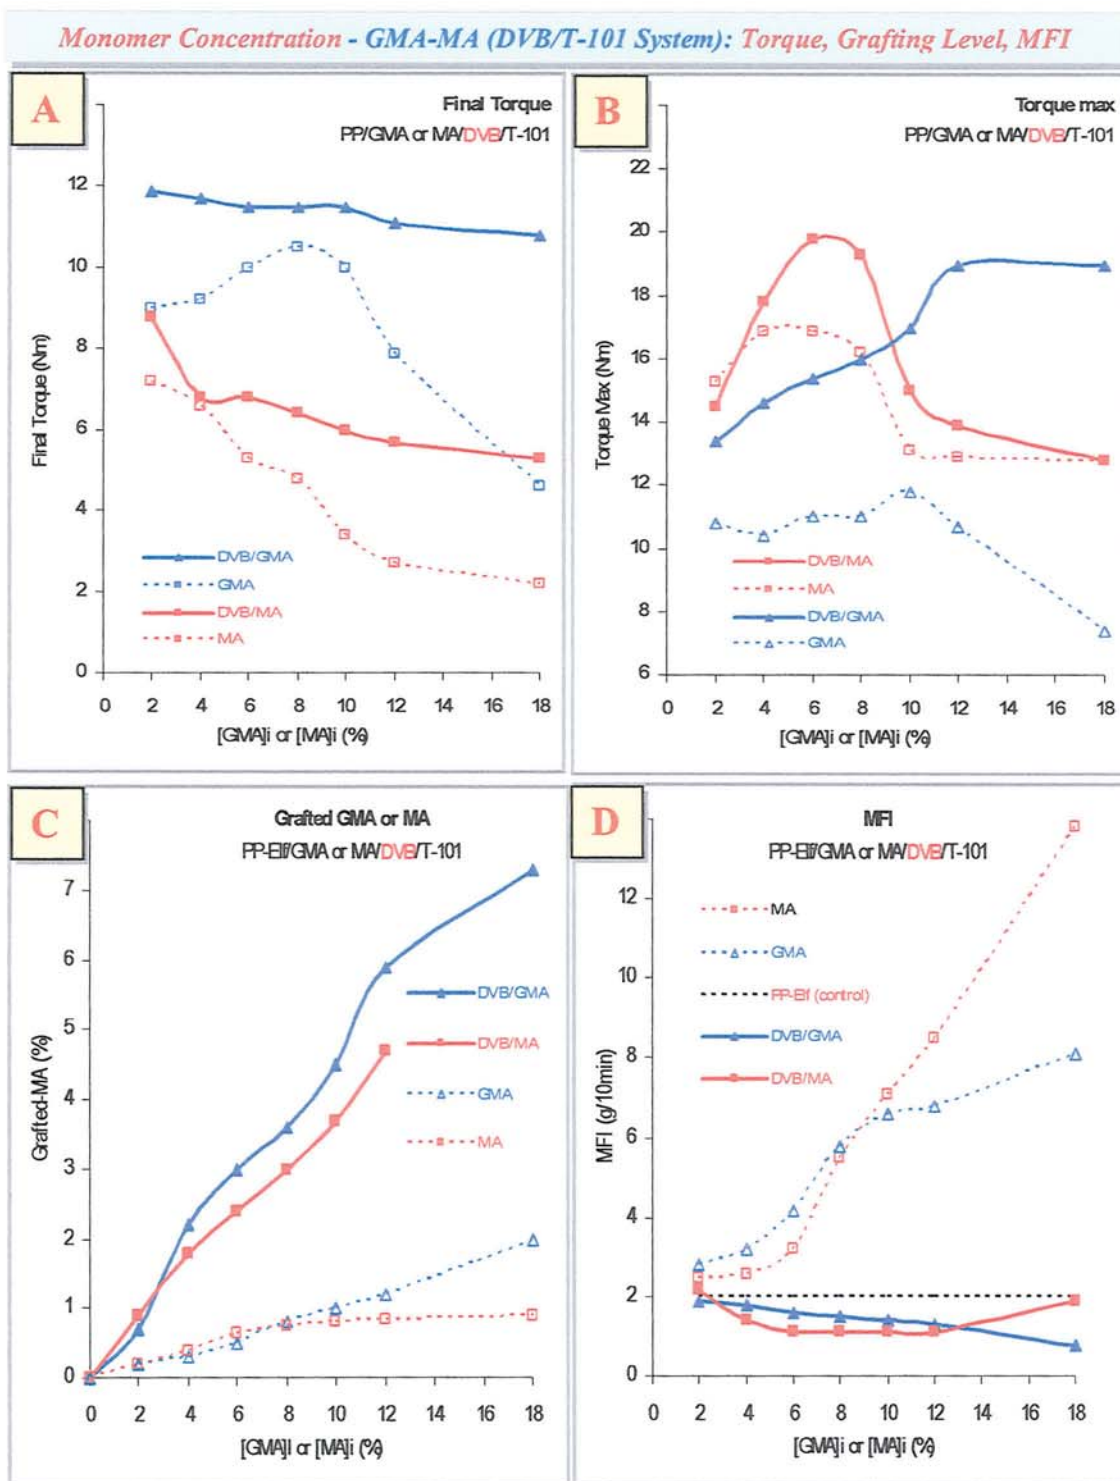 Monomer Concentration - GMA-MA (DVB/T-101 System): Torque, Grafting Level, MFI
A
Final Torque
PP/GMA or MA/DVB/T-101
12
10
8
6
4
2
0
Final Torque (Nm)
DVB/GMA
GMA
DVB/MA
MA
0 2 4 6 8 10 12 14 16 18
[GMA]i or [MA]i (%)
B
Torque max
PP/GMA or MA/DVB/T-101
22
20
18
16
14
12
10
8
6
Torque Max (Nm)
DVB/MA
MA
DVB/GMA
GMA
0 2 4 6 8 10 12 14 16 18
[GMA]i or [MA]i (%)
C
Grafted GMA or MA
PP-Elf/GMA or MA/DVB/T-101
7
6
5
4
3
2
1
0
Grafted-MA (%)
DVB/GMA
DVB/MA
GMA
MA
0 2 4 6 8 10 12 14 16 18
[GMA]I or [MA]i (%)
D
MFI
PP-Elf/GMA or MA/DVB/T-101
12
10
8
6
4
2
0
MFI (g/10min)
MA
GMA
PP-Elf (control)
DVB/GMA
DVB/MA
0 2 4 6 8 10 12 14 16 18
[GMA]i or [MA]i (%)